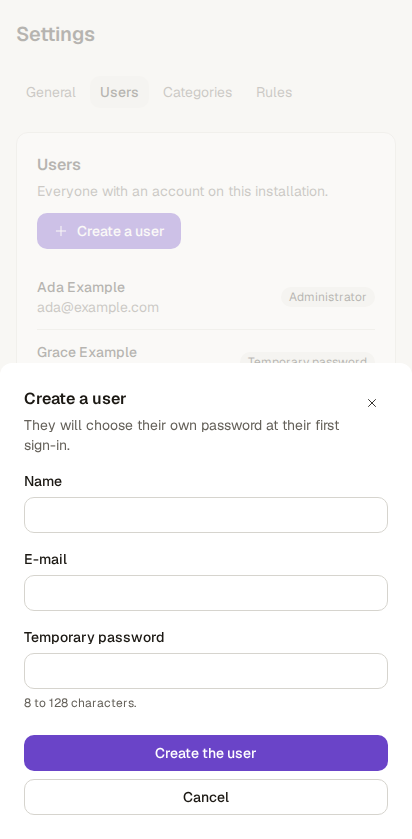 Settings
General
Users
Categories
Rules
Users
Everyone with an account on this installation.
+ Create a user
Ada Example
Administrator
ada@example.com
Grace Example
Temporary password
Create a user
They will choose their own password at their first
sign-in.
Name
E-mail
Temporary password
8 to 128 characters.
Create the user
Cancel